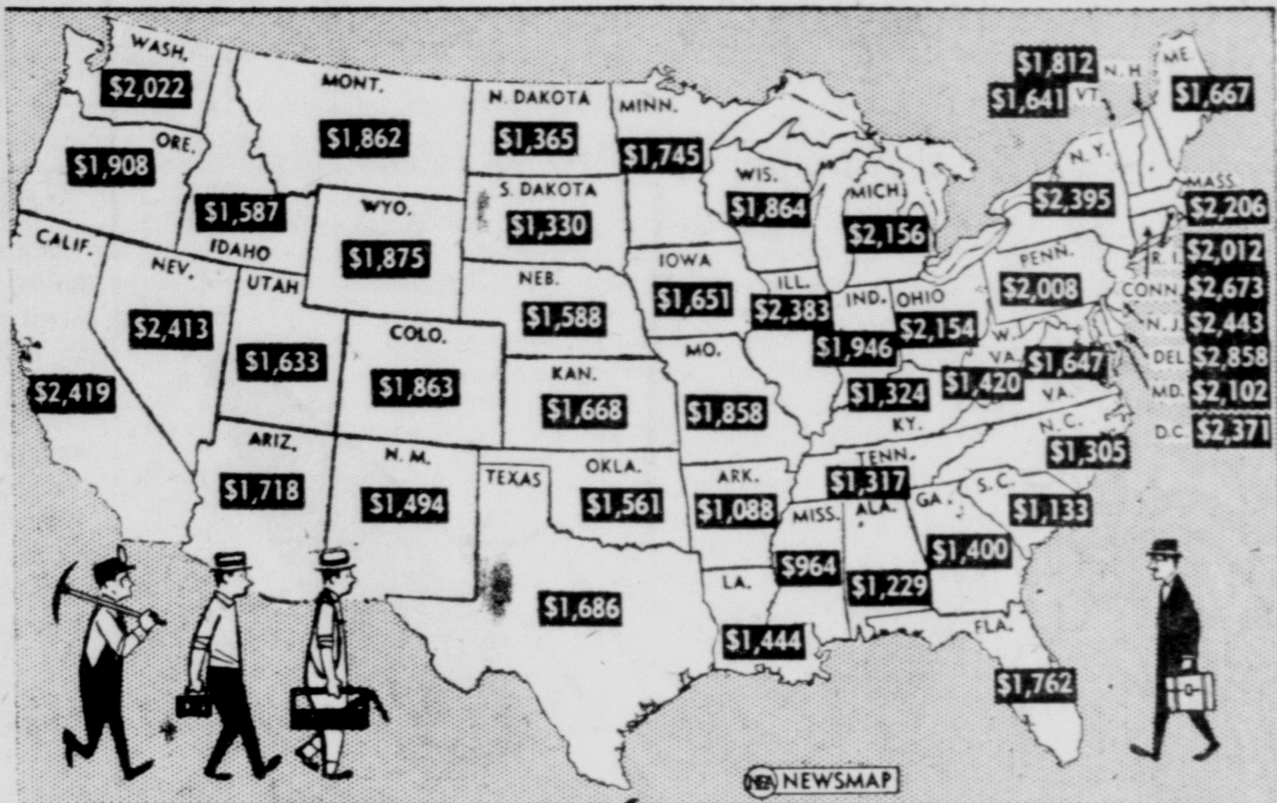 WASH.
$2,022
ORE.
$1,908
$1,587
IDAHO
MONT.
$1,862
WYO.
$1,875
N. DAKOTA
$1,365
S. DAKOTA
$1,330
NEB.
$1,588
MINN.
$1,745
WIS.
$1,864
MICH
$2,156
IOWA
$1,651
ILL.
$2,383
IND.
$1,946
OHIO
$2,154
CALIF.
$2,419
NEV.
$2,413
UTAH
$1,633
COLO.
$1,863
KAN.
$1,668
MO.
$1,858
$1,324
KY.
W.
VA.
$1,420
$1,647
VA.
PENN.
$2,008
N. Y.
$2,395
$1,812 N. H.
$1,641 VT.
ME.
$1,667
MASS.
$2,206
R. I. $2,012
CONN. $2,673
N. J. $2,443
DEL. $2,858
MD. $2,102
D.C. $2,371
ARIZ.
$1,718
N. M.
$1,494
TEXAS
$1,686
OKLA.
$1,561
ARK.
$1,088
TENN.
$1,317
N. C.
$1,305
S. C.
$1,133
MISS.
$964
ALA.
$1,229
GA.
$1,400
LA.
$1,444
FLA.
$1,762
NEA NEWSMAP